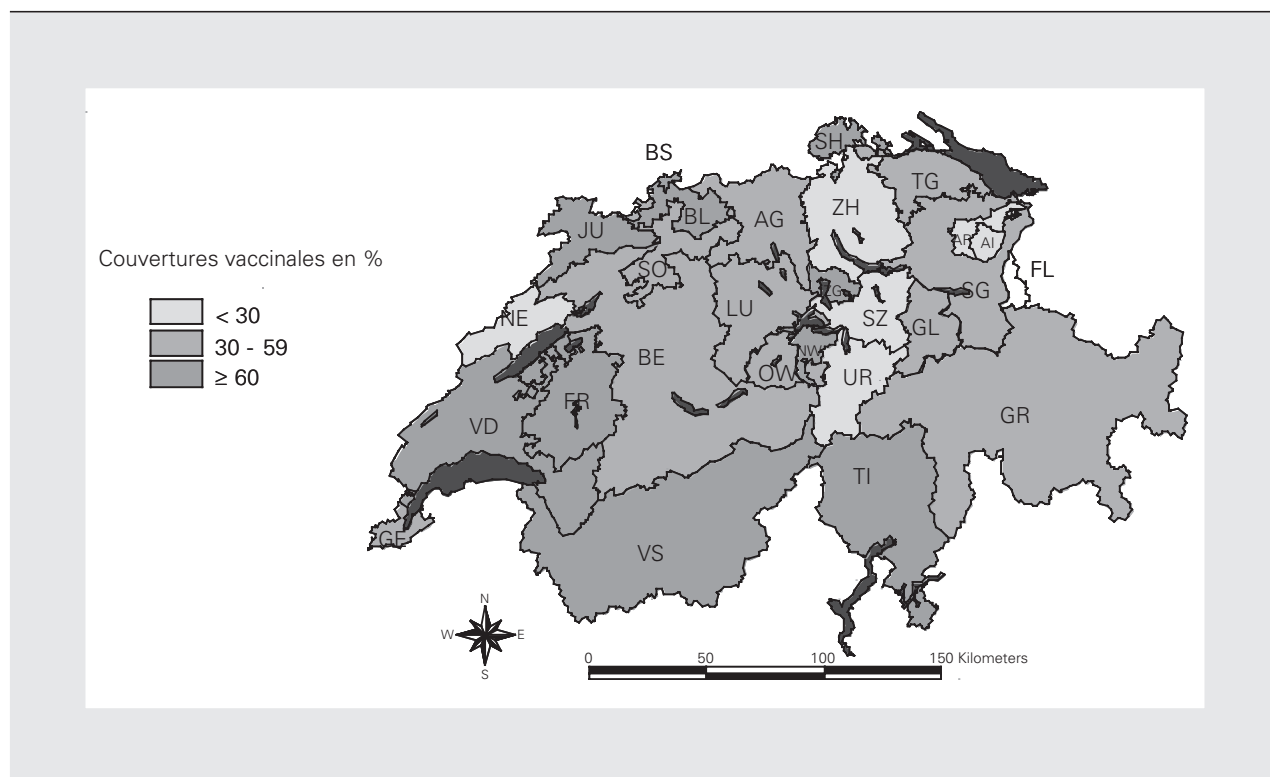 BS
SH
TG
ZH
BL
AG
JU
AR
AI
Couvertures vaccinales en %
SO
FL
ZG
SG
< 30
NE
LU
SZ
GL
30 - 59
BE
NW
OW
UR
≥ 60
FR
GR
VD
TI
GE
VS
N
W
E
S
0
50
100
150 Kilometers